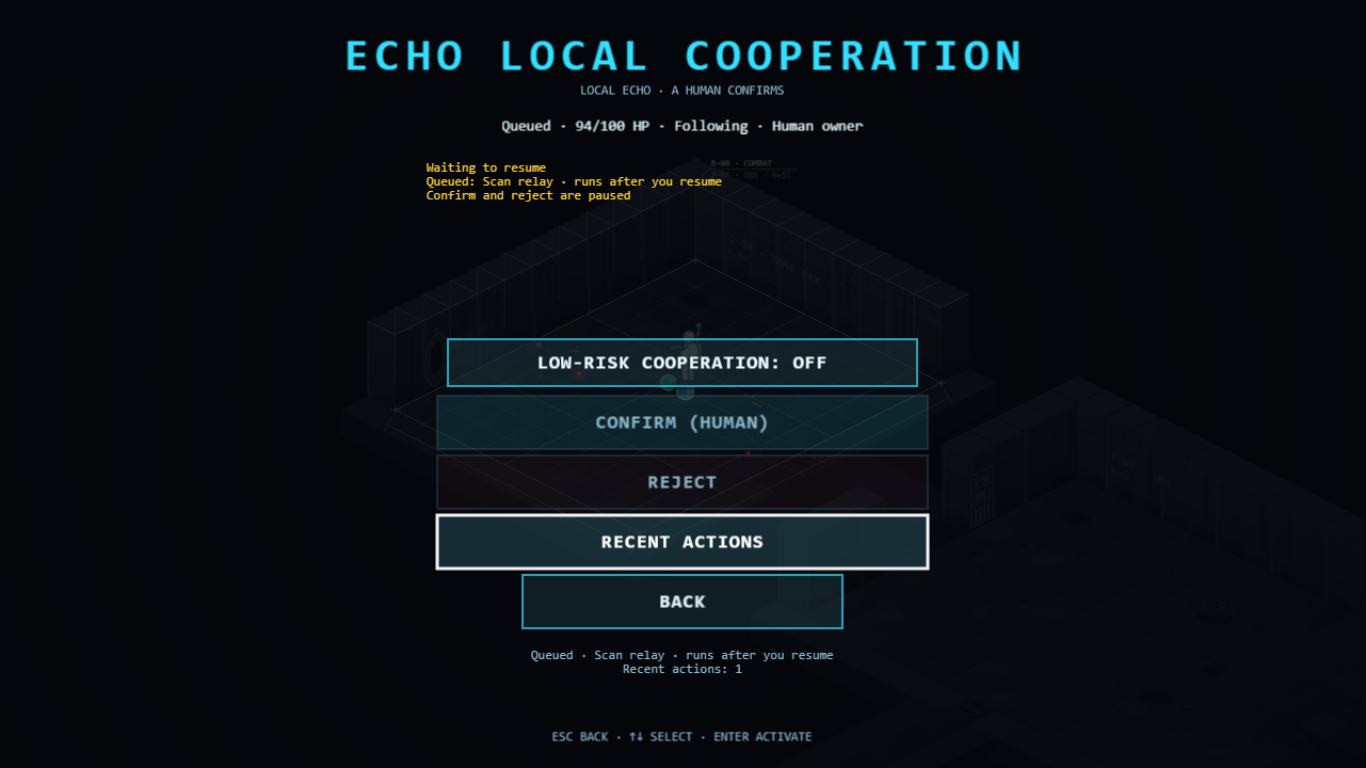 ECHO LOCAL COOPERATION
LOCAL ECHO · A HUMAN CONFIRMS
Queued · 94/100 HP · Following · Human owner
Waiting to resume
Queued: Scan relay · runs after you resume
Confirm and reject are paused
LOW-RISK COOPERATION: OFF
CONFIRM (HUMAN)
REJECT
RECENT ACTIONS
BACK
Queued · Scan relay · runs after you resume
Recent actions: 1
ESC BACK · ↑↓ SELECT · ENTER ACTIVATE